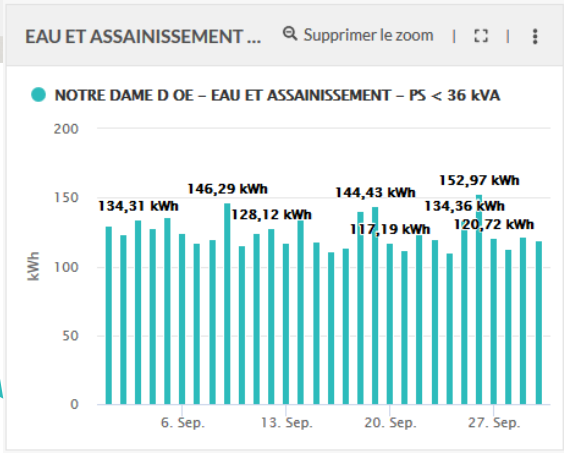 EAU ET ASSAINISSEMENT ... Supprimer le zoom
NOTRE DAME D OE – EAU ET ASSAINISSEMENT – PS < 36 kVA
200
150
100
50
0
kWh
134,31 kWh
146,29 kWh
128,12 kWh
144,43 kWh
117,19 kWh
134,36 kWh
152,97 kWh
120,72 kWh
6. Sep. 13. Sep. 20. Sep. 27. Sep.